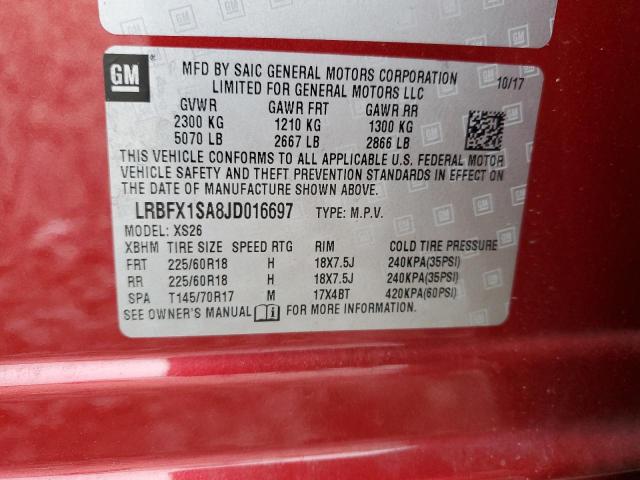 GM
MFD BY SAIC GENERAL MOTORS CORPORATION 10/17
LIMITED FOR GENERAL MOTORS LLC
GVWR GAWR FRT GAWR RR
2300 KG 1210 KG 1300 KG
5070 LB 2667 LB 2866 LB
THIS VEHICLE CONFORMS TO ALL APPLICABLE U.S. FEDERAL MOTOR
VEHICLE SAFETY AND THEFT PREVENTION STANDARDS IN EFFECT ON
THE DATE OF MANUFACTURE SHOWN ABOVE.
LRBFX1SA8JD016697 TYPE: M.P.V.
MODEL: XS26
XBHM TIRE SIZE SPEED RTG RIM COLD TIRE PRESSURE
FRT 225/60R18 H 18X7.5J 240KPA(35PSI)
RR 225/60R18 H 18X7.5J 240KPA(35PSI)
SPA T145/70R17 M 17X4BT 420KPA(60PSI)
SEE OWNER'S MANUAL FOR MORE INFORMATION.